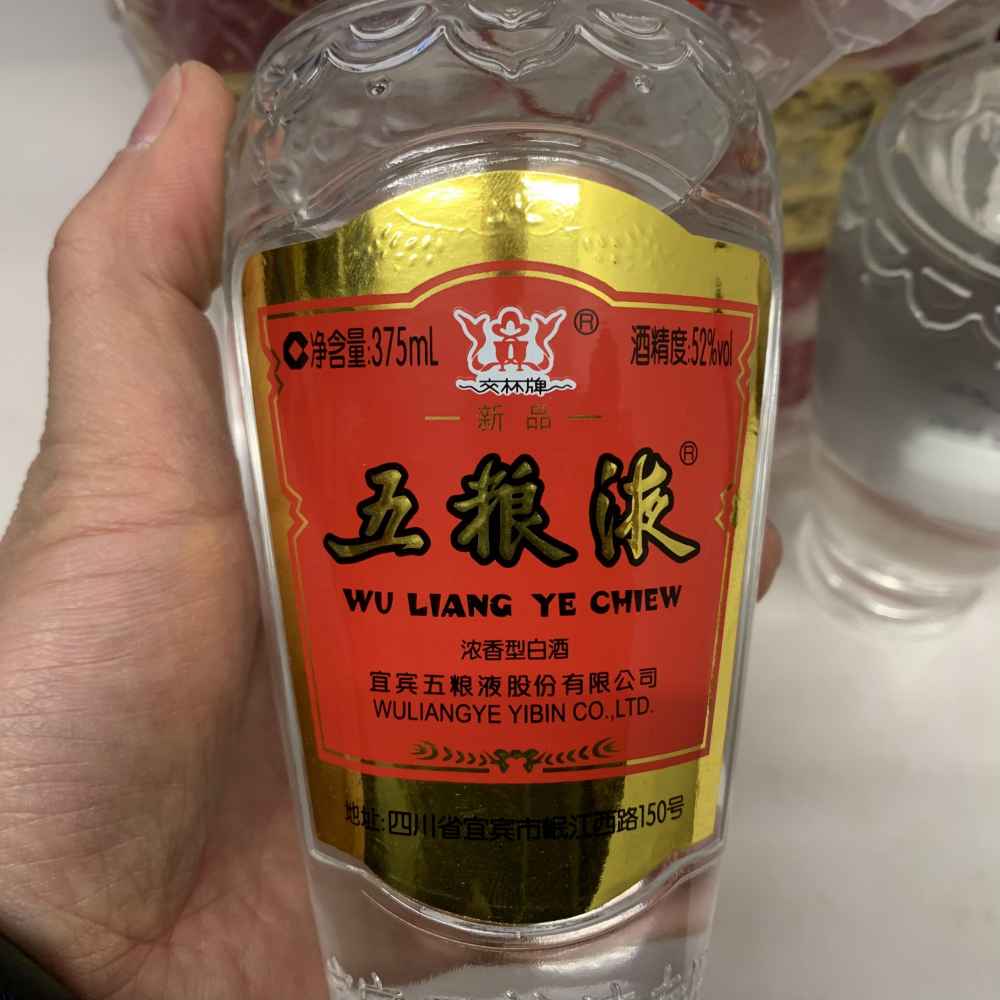 净含量:375mL
®
酒精度:52%vol
交杯牌
新品
五粮液®
WU LIANG YE CHIEW
浓香型白酒
宜宾五粮液股份有限公司
WULIANGYE YIBIN CO.,LTD.
地址:四川省宜宾市岷江西路150号